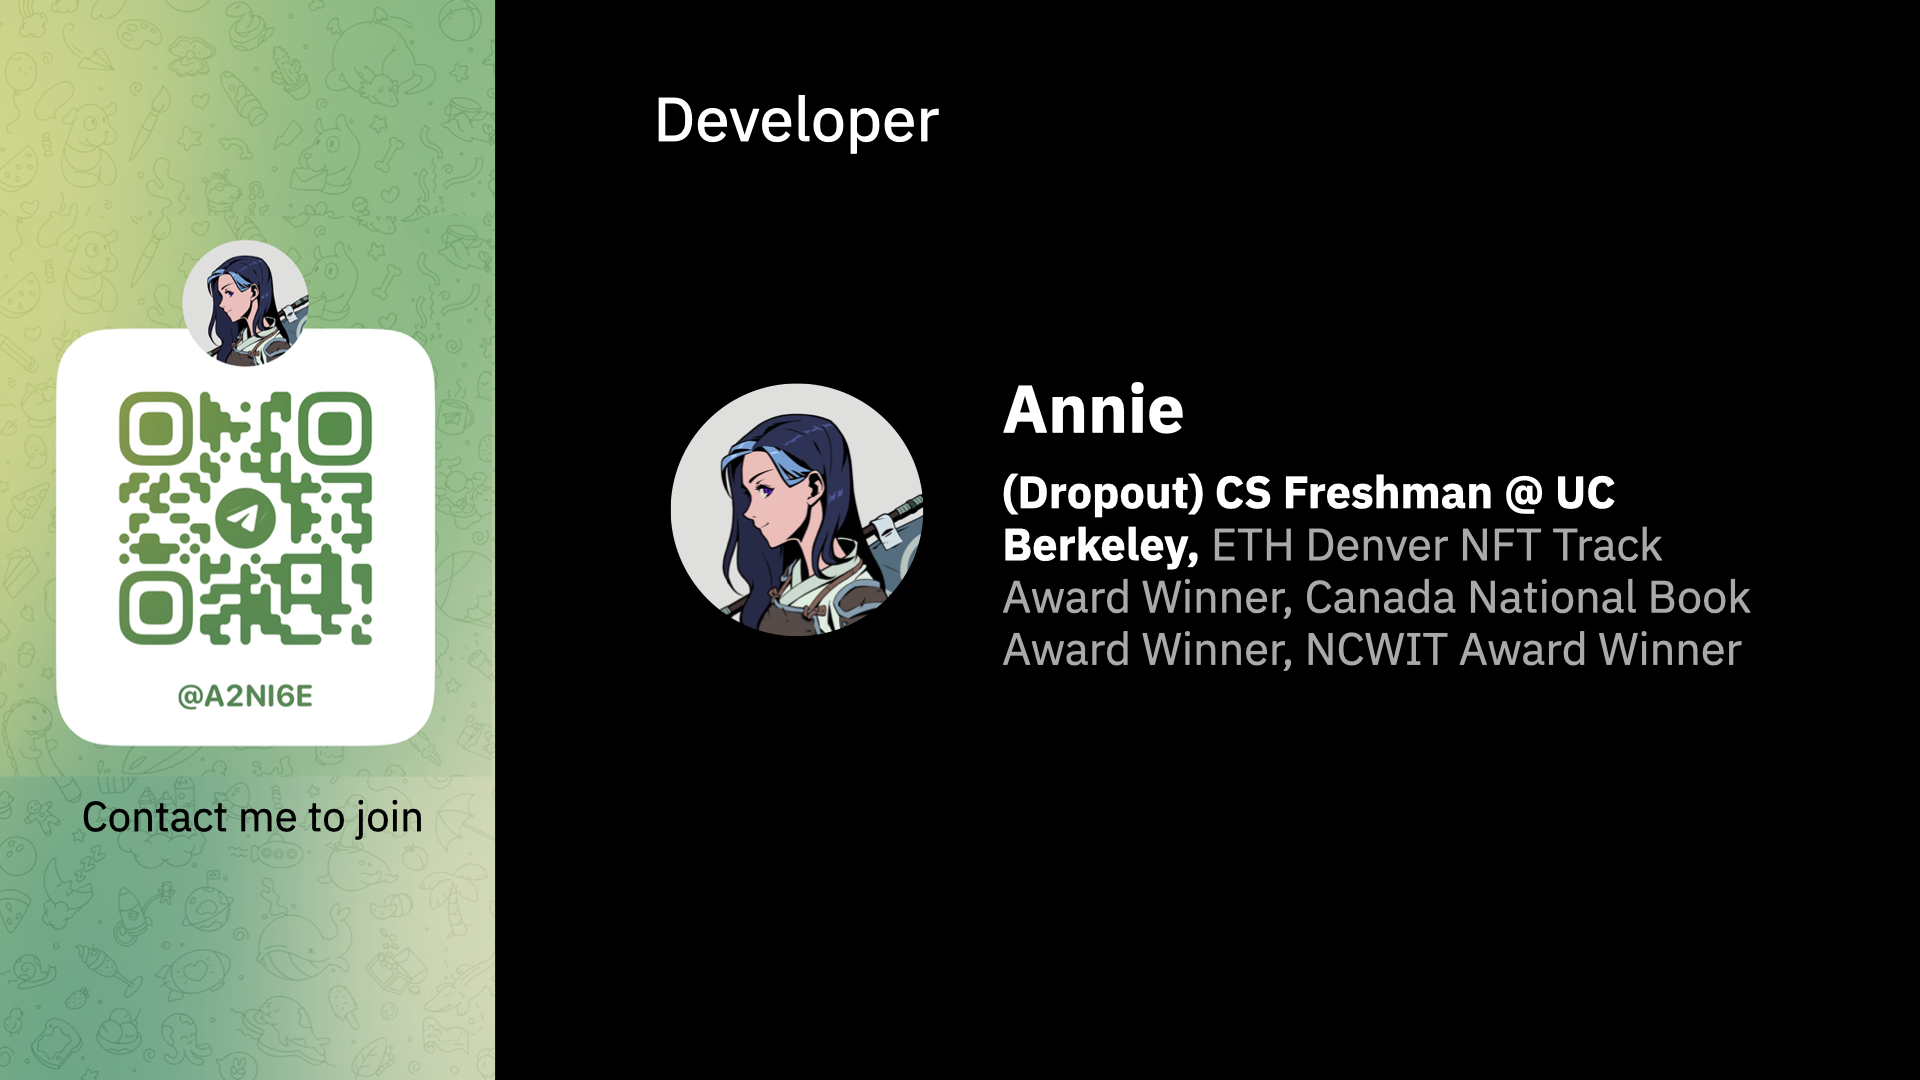 @A2NI6E
Contact me to join
Developer
Annie
(Dropout) CS Freshman @ UC
Berkeley, ETH Denver NFT Track
Award Winner, Canada National Book
Award Winner, NCWIT Award Winner